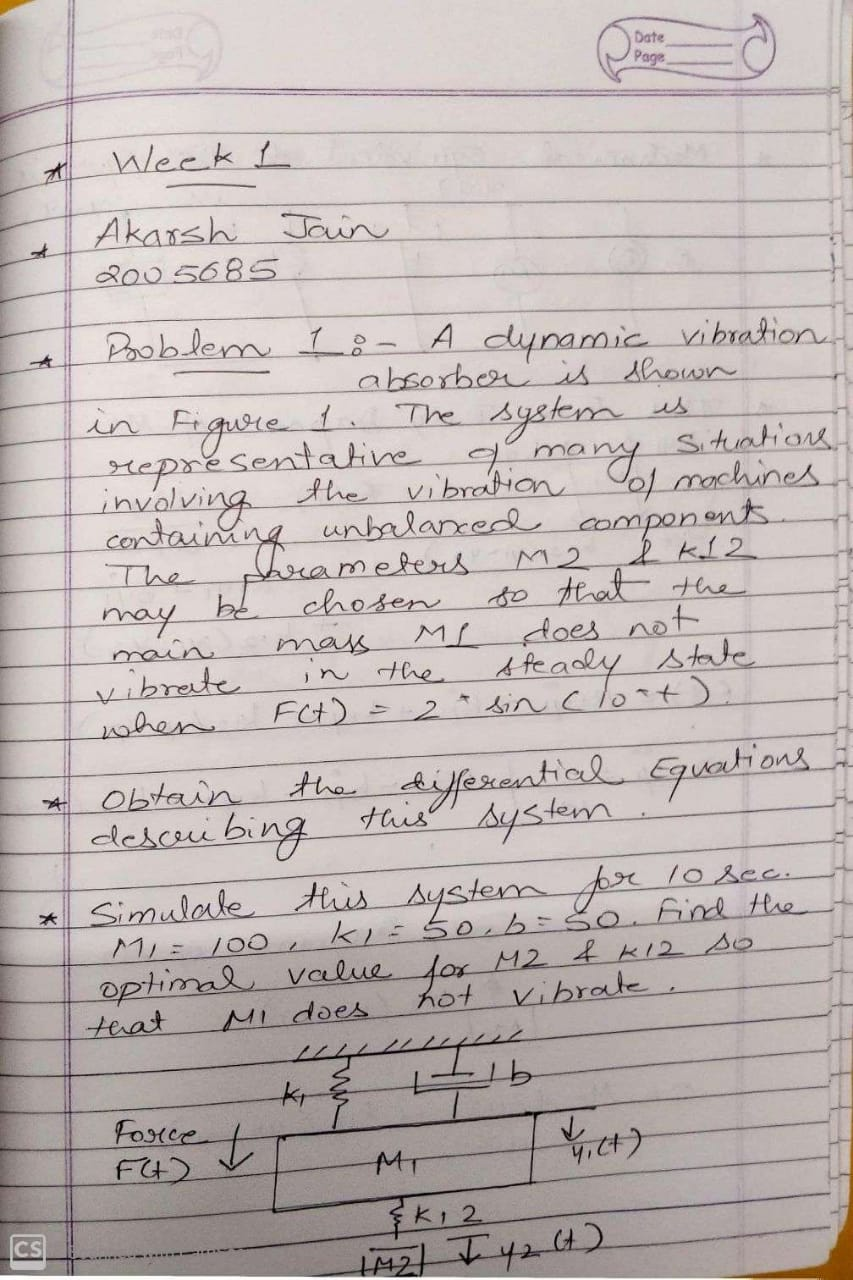 Date
Page
* Week 1
* Akarsh Jain
2005685
* Problem 1 :- A dynamic vibration
absorber is shown
in Figure 1. The system is
representative of many situations
involving the vibration of machines
containing unbalanced components.
The parameters M2 & K12
may be chosen so that the
main mass M1 does not
vibrate in the steady state
when F(t) = 2 * sin (10*t).
* Obtain the differential Equations
describing this system.
* Simulate this system for 10 sec.
M1 = 100, K1 = 50, b = 50. Find the
optimal value for M2 & K12 so
that M1 does not vibrate.
K1 b
Force
F(t) M1 y1(t)
K12
M2 y2(t)
CS